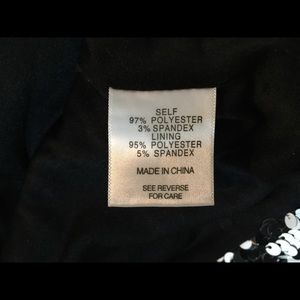 SELF
97% POLYESTER
3% SPANDEX
LINING
95% POLYESTER
5% SPANDEX
MADE IN CHINA
SEE REVERSE
FOR CARE